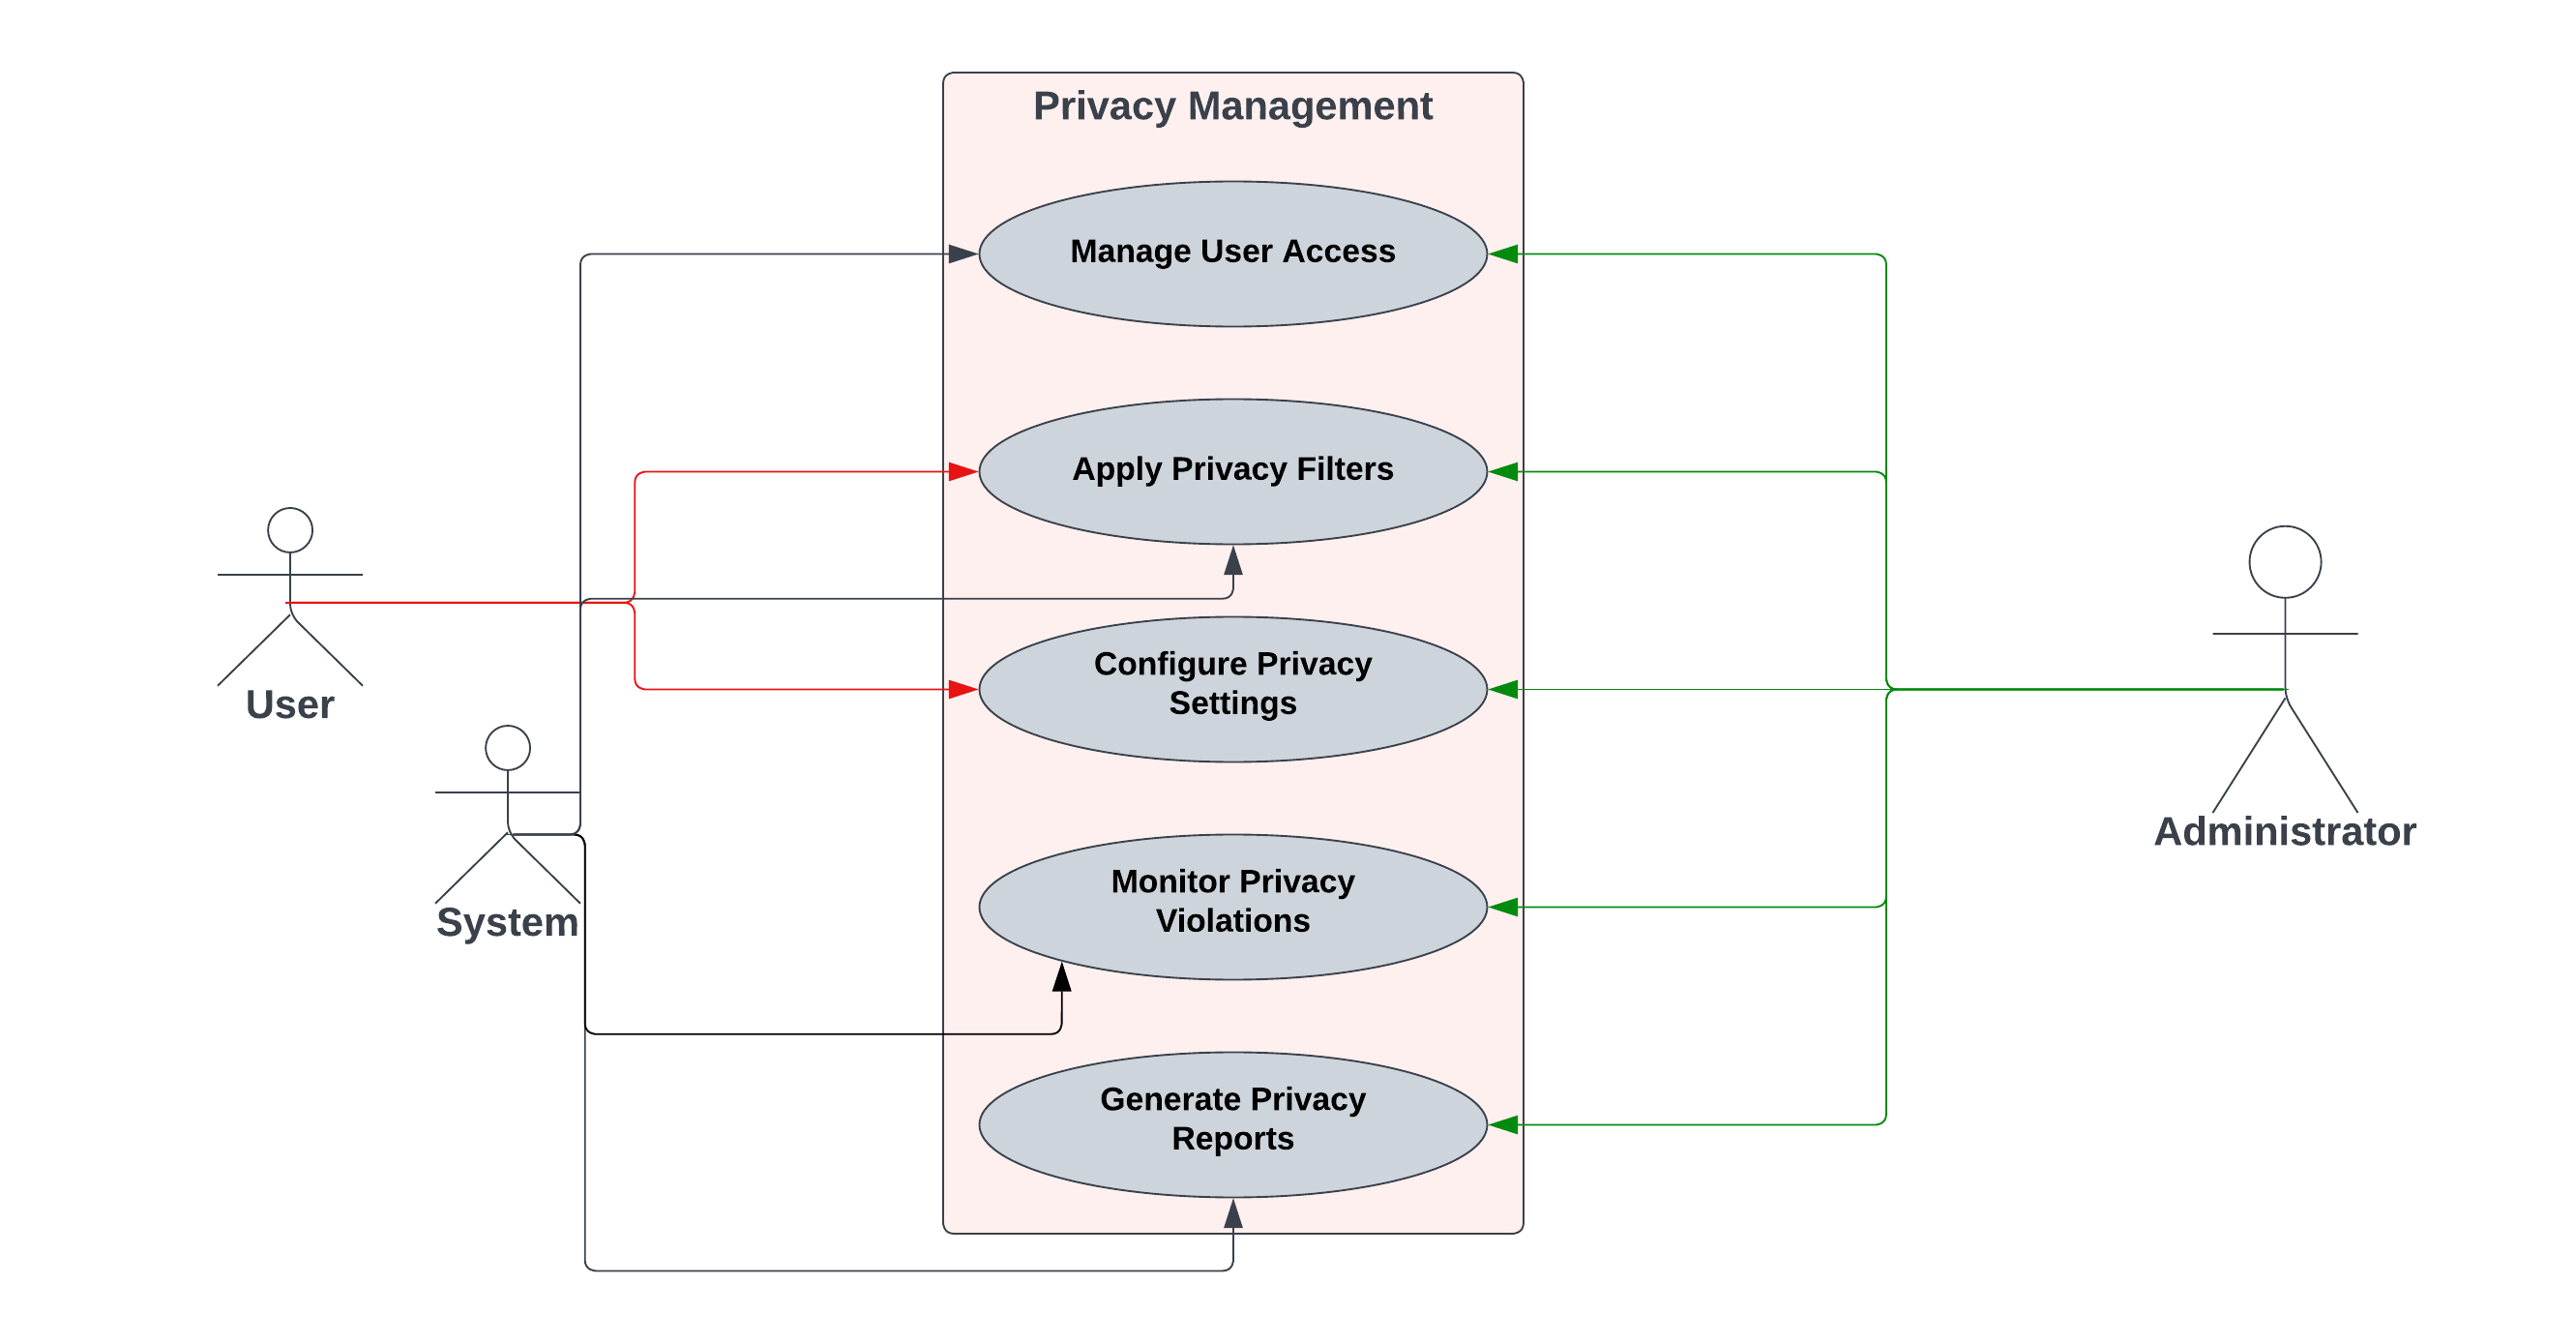 Privacy Management
Manage User Access
Apply Privacy Filters
Configure Privacy
Settings
Monitor Privacy
Violations
Generate Privacy
Reports
User
System
Administrator